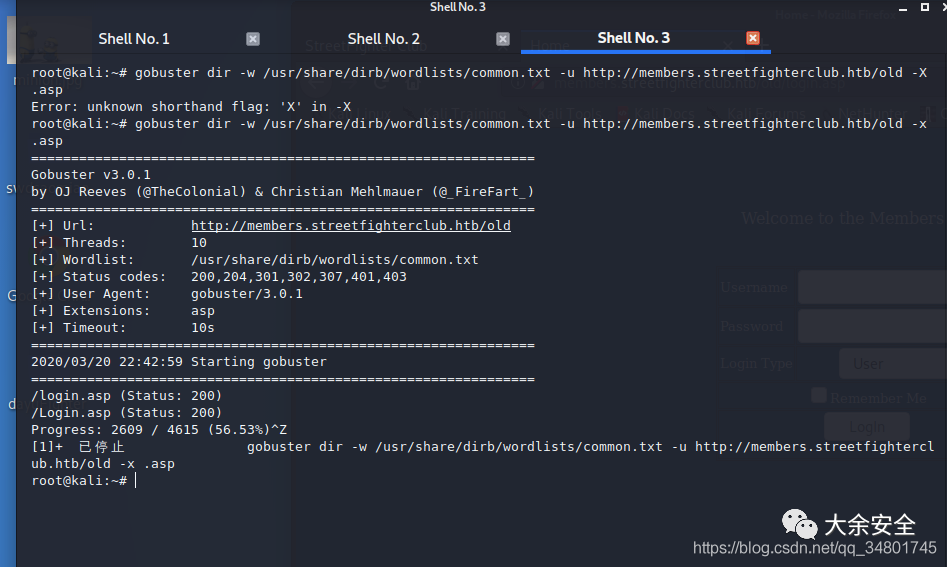 Shell No. 3
Shell No. 1
Shell No. 2
Shell No. 3
root@kali:~# gobuster dir -w /usr/share/dirb/wordlists/common.txt -u http://members.streetfighterclub.htb/old -X
.asp
Error: unknown shorthand flag: 'X' in -X
root@kali:~# gobuster dir -w /usr/share/dirb/wordlists/common.txt -u http://members.streetfighterclub.htb/old -x
.asp
===============================================================
Gobuster v3.0.1
by OJ Reeves (@TheColonial) & Christian Mehlmauer (@_FireFart_)
===============================================================
[+] Url:            http://members.streetfighterclub.htb/old
[+] Threads:        10
[+] Wordlist:       /usr/share/dirb/wordlists/common.txt
[+] Status codes:   200,204,301,302,307,401,403
[+] User Agent:     gobuster/3.0.1
[+] Extensions:     asp
[+] Timeout:        10s
===============================================================
2020/03/20 22:42:59 Starting gobuster
===============================================================
/login.asp (Status: 200)
/Login.asp (Status: 200)
Progress: 2609 / 4615 (56.53%)^Z
[1]+  已停止               gobuster dir -w /usr/share/dirb/wordlists/common.txt -u http://members.streetfightercl
ub.htb/old -x .asp
root@kali:~#
Welcome to the Members
Username
Password
Login Type
User
Remember Me
Login
大余安全
https://blog.csdn.net/qq_34801745